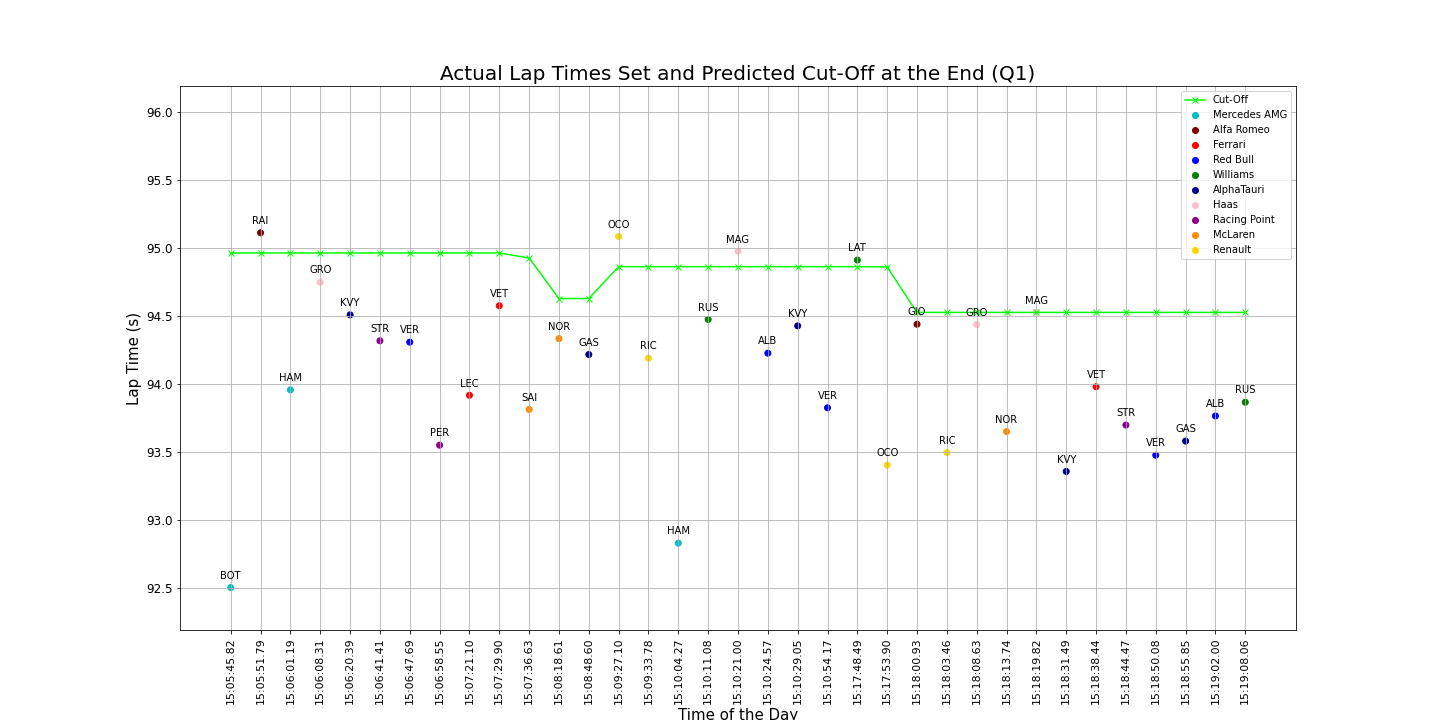 Actual Lap Times Set and Predicted Cut-Off at the End (Q1)
Lap Time (s)
96.0
95.5
95.0
94.5
94.0
93.5
93.0
92.5
Cut-Off
Mercedes AMG
Alfa Romeo
Ferrari
Red Bull
Williams
AlphaTauri
Haas
Racing Point
McLaren
Renault
BOT
RAI
HAM
GRO
KVY
STR
VER
PER
LEC
VET
SAI
NOR
GAS
OCO
RIC
HAM
RUS
MAG
ALB
KVY
VER
LAT
OCO
GIO
RIC
GRO
NOR
MAG
KVY
VET
STR
VER
GAS
ALB
RUS
15:05:45.82
15:05:51.79
15:06:01.19
15:06:08.31
15:06:20.39
15:06:41.41
15:06:47.69
15:06:58.55
15:07:21.10
15:07:29.90
15:07:36.63
15:08:18.61
15:08:48.60
15:09:27.10
15:09:33.78
15:10:04.27
15:10:11.08
15:10:21.00
15:10:24.57
15:10:29.05
15:10:54.17
15:17:48.49
15:17:53.90
15:18:00.93
15:18:03.46
15:18:08.63
15:18:13.74
15:18:19.82
15:18:31.49
15:18:38.44
15:18:44.47
15:18:50.08
15:18:55.85
15:19:02.00
15:19:08.06
Time of the Day